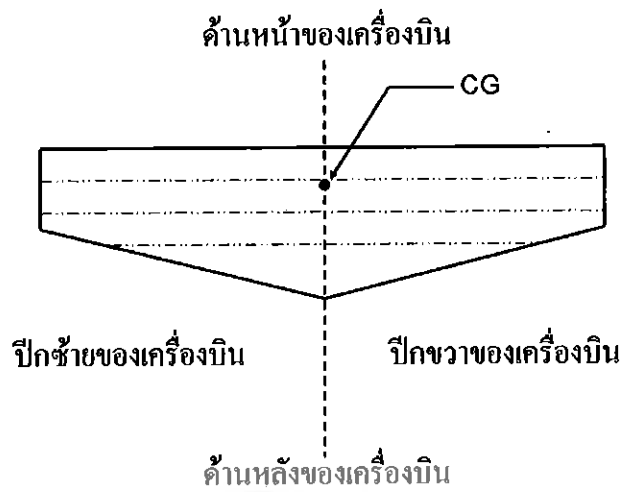 ด้านหน้าของเครื่องบิน
CG
ปีกซ้ายของเครื่องบิน
ปีกขวาของเครื่องบิน
ด้านหลังของเครื่องบิน